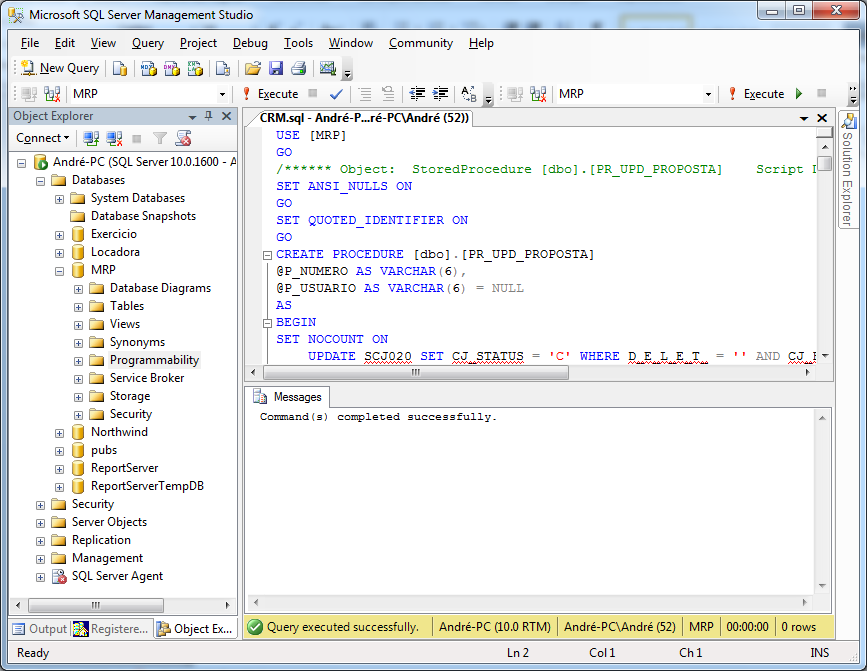 Microsoft SQL Server Management Studio
File Edit View Query Project Debug Tools Window Community Help
New Query
MRP Execute MRP Execute
Object Explorer
Connect
André-PC (SQL Server 10.0.1600 - A
Databases
System Databases
Database Snapshots
Exercicio
Locadora
MRP
Database Diagrams
Tables
Views
Synonyms
Programmability
Service Broker
Storage
Security
Northwind
pubs
ReportServer
ReportServerTempDB
Security
Server Objects
Replication
Management
SQL Server Agent
Output Registere... Object Ex...
CRM.sql - André-P...ré-PC\André (52))
USE [MRP]
GO
/****** Object:  StoredProcedure [dbo].[PR_UPD_PROPOSTA]    Script
SET ANSI_NULLS ON
GO
SET QUOTED_IDENTIFIER ON
GO
CREATE PROCEDURE [dbo].[PR_UPD_PROPOSTA]
@P_NUMERO AS VARCHAR(6),
@P_USUARIO AS VARCHAR(6) = NULL
AS
BEGIN
SET NOCOUNT ON
UPDATE SCJ020 SET CJ_STATUS = 'C' WHERE D_E_L_E_T_ = '' AND
Solution Explorer
Messages
Command(s) completed successfully.
Query executed successfully. André-PC (10.0 RTM) André-PC\André (52) MRP 00:00:00 0 rows
Ready Ln 2 Col 1 Ch 1 INS